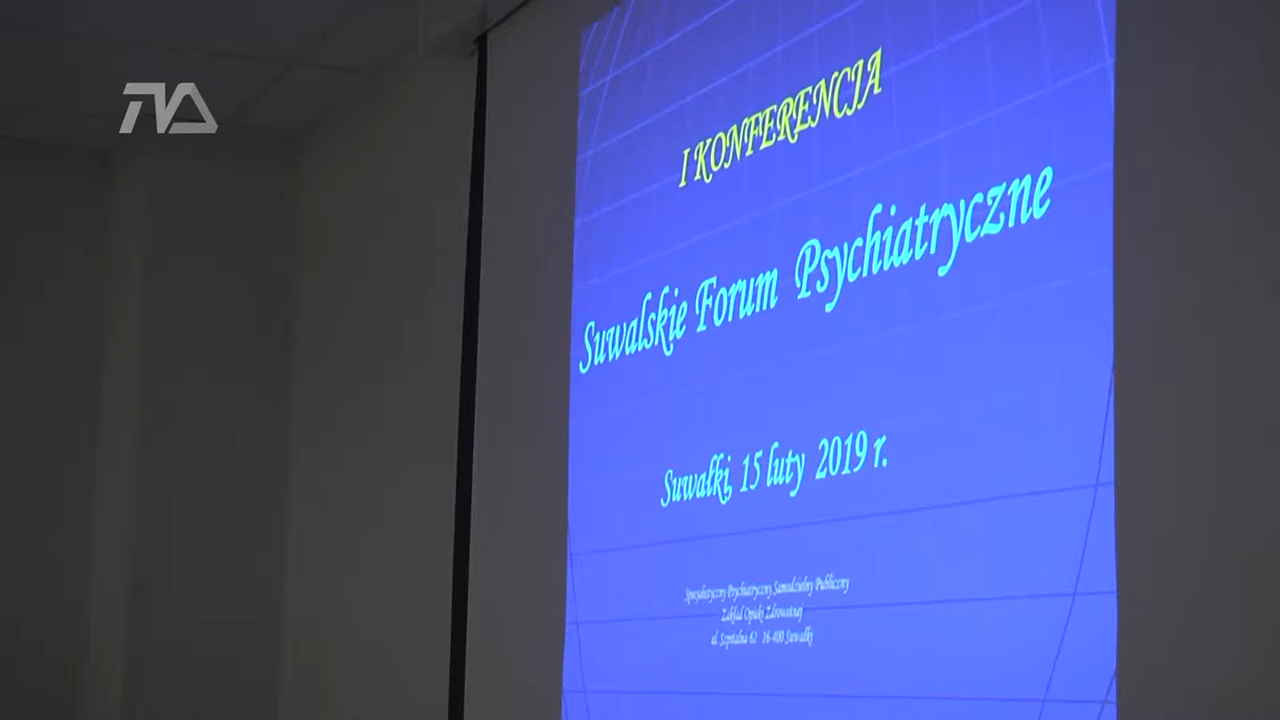 TVA
I KONFERENCJA
Suwalskie Forum Psychiatryczne
Suwałki, 15 luty 2019 r.
Specjalistyczny Psychiatryczny Samodzielny Publiczny
Zakład Opieki Zdrowotnej
ul. Szpitalna 62 16-400 Suwałki